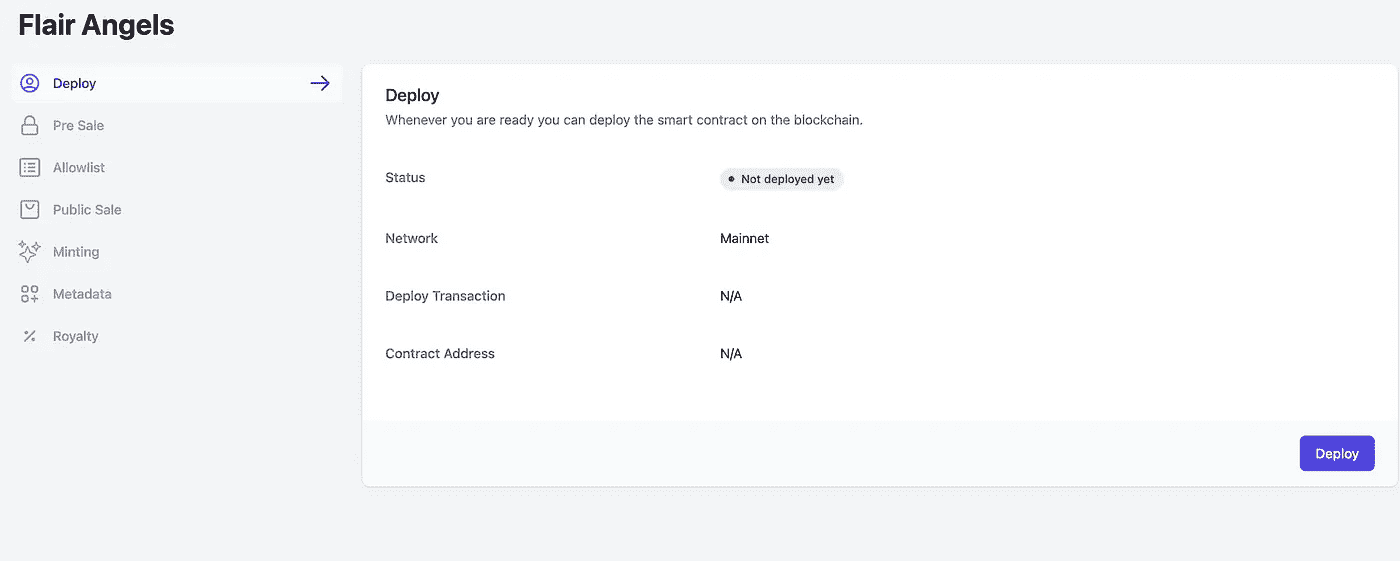 Flair Angels
Deploy
Pre Sale
Allowlist
Public Sale
Minting
Metadata
Royalty
Deploy
Whenever you are ready you can deploy the smart contract on the blockchain.
Status Not deployed yet
Network Mainnet
Deploy Transaction N/A
Contract Address N/A
Deploy